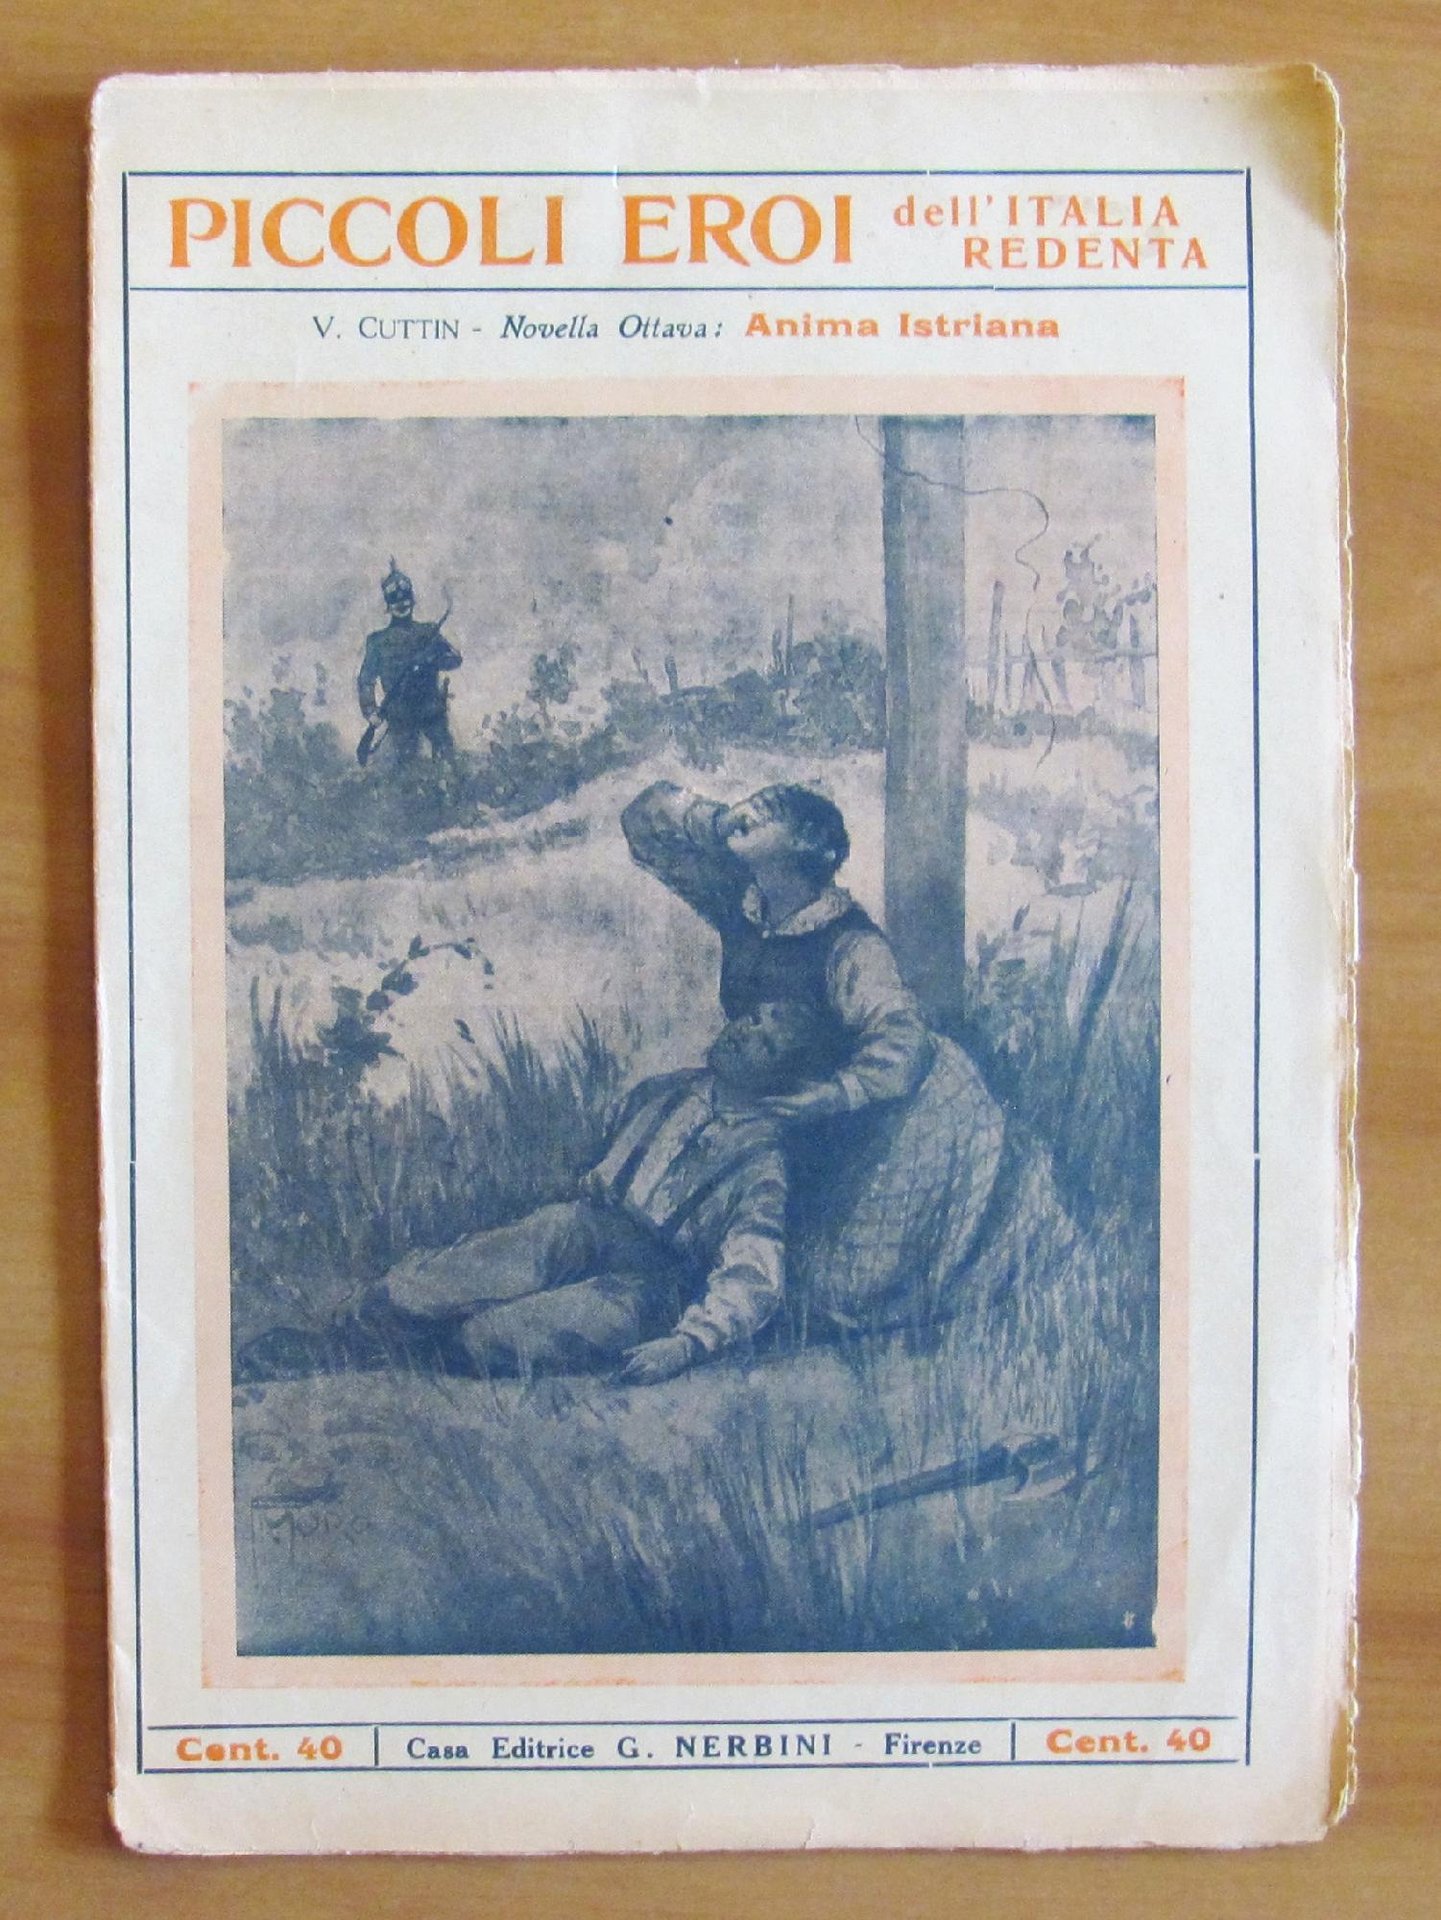 PICCOLI EROI dell'ITALIA
REDENTA
V. CUTTIN - Novella Ottava: Anima Istriana
Cent. 40 Casa Editrice G. NERBINI - Firenze Cent. 40